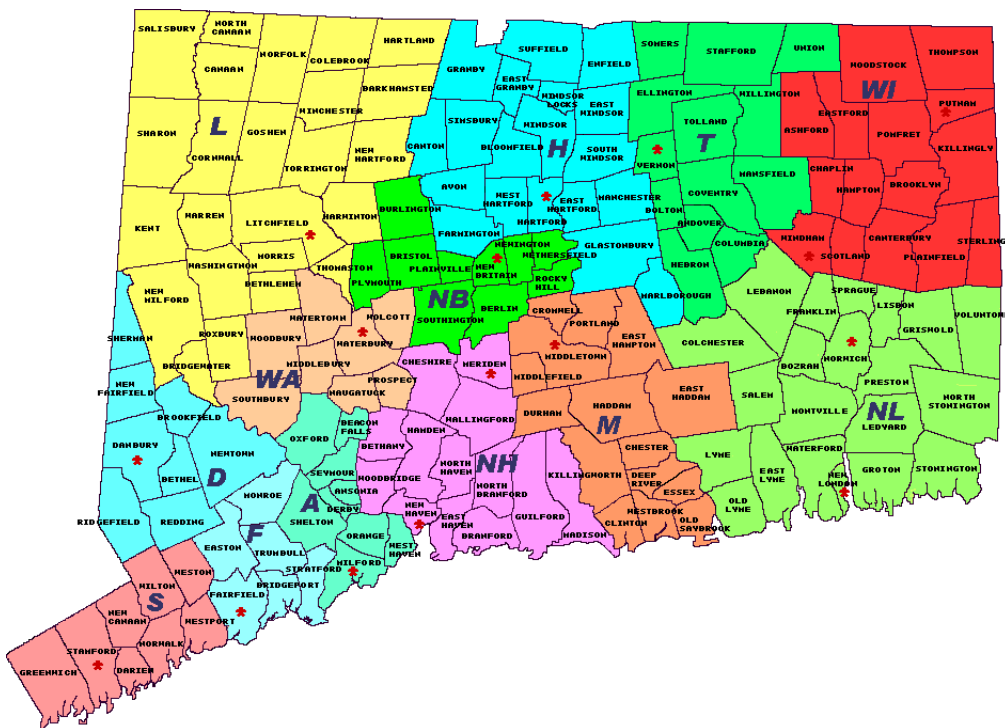 SALISBURY
NORTH
CANAAN
NORFOLK
COLEBROOK
HARTLAND
CANAAN
BARKHAMSTED
WINCHESTER
SHARON
L
GOSHEN
CORNWALL
TORRINGTON
NEW
HARTFORD
KENT
WARREN
LITCHFIELD
HARWINTON
WASHINGTON
MORRIS
BETHLEHEM
THOMASTON
NEW
MILFORD
ROXBURY
BRIDGEWATER
GRANBY
SUFFIELD
ENFIELD
EAST
GRANBY
WINDSOR
LOCKS
EAST
WINDSOR
SIMSBURY
WINDSOR
BLOOMFIELD
H
SOUTH
WINDSOR
CANTON
AVON
WEST
HARTFORD
HARTFORD
EAST
HARTFORD
MANCHESTER
FARMINGTON
GLASTONBURY
MARLBOROUGH
SOMERS
STAFFORD
UNION
ELLINGTON
WILLINGTON
TOLLAND
T
VERNON
MANSFIELD
COVENTRY
BOLTON
ANDOVER
COLUMBIA
HEBRON
WOODSTOCK
THOMPSON
WI
PUTNAM
EASTFORD
ASHFORD
POMFRET
KILLINGLY
CHAPLIN
HAMPTON
BROOKLYN
WINDHAM
SCOTLAND
CANTERBURY
PLAINFIELD
STERLING
BURLINGTON
BRISTOL
PLYMOUTH
PLAINVILLE
NEWINGTON
NEW
BRITAIN
WETHERSFIELD
ROCKY
HILL
NB
BERLIN
SOUTHINGTON
WATERTOWN
WOLCOTT
WOODBURY
WATERBURY
MIDDLEBURY
WA
SOUTHBURY
PROSPECT
NAUGATUCK
CROMWELL
PORTLAND
EAST
HAMPTON
MIDDLETOWN
MIDDLEFIELD
DURHAM
HADDAM
EAST
HADDAM
M
CHESTER
KILLINGWORTH
DEEP
RIVER
ESSEX
WESTBROOK
CLINTON
OLD
SAYBROOK
LEBANON
SPRAGUE
FRANKLIN
LISBON
GRISWOLD
VOLUNTON
COLCHESTER
BOZRAH
NORWICH
PRESTON
SALEM
MONTVILLE
NL
LEDYARD
NORTH
STONINGTON
LYME
EAST
LYME
WATERFORD
NEW
LONDON
GROTON
STONINGTON
OLD
LYME
CHESHIRE
MERIDEN
WALLINGFORD
HAMDEN
BETHANY
WOODBRIDGE
NORTH
HAVEN
NH
NORTH
BRANFORD
NEW
HAVEN
EAST
HAVEN
BRANFORD
GUILFORD
MADISON
SHERMAN
NEW
FAIRFIELD
BROOKFIELD
DANBURY
NEWTOWN
BETHEL
D
RIDGEFIELD
REDDING
OXFORD
BEACON
FALLS
SEYMOUR
ANSONIA
DERBY
A
SHELTON
ORANGE
WEST
HAVEN
MILFORD
MONROE
F
EASTON
TRUMBULL
STRATFORD
BRIDGEPORT
FAIRFIELD
WESTON
WILTON
S
NEW
CANAAN
WESTPORT
NORWALK
STAMFORD
DARIEN
GREENWICH